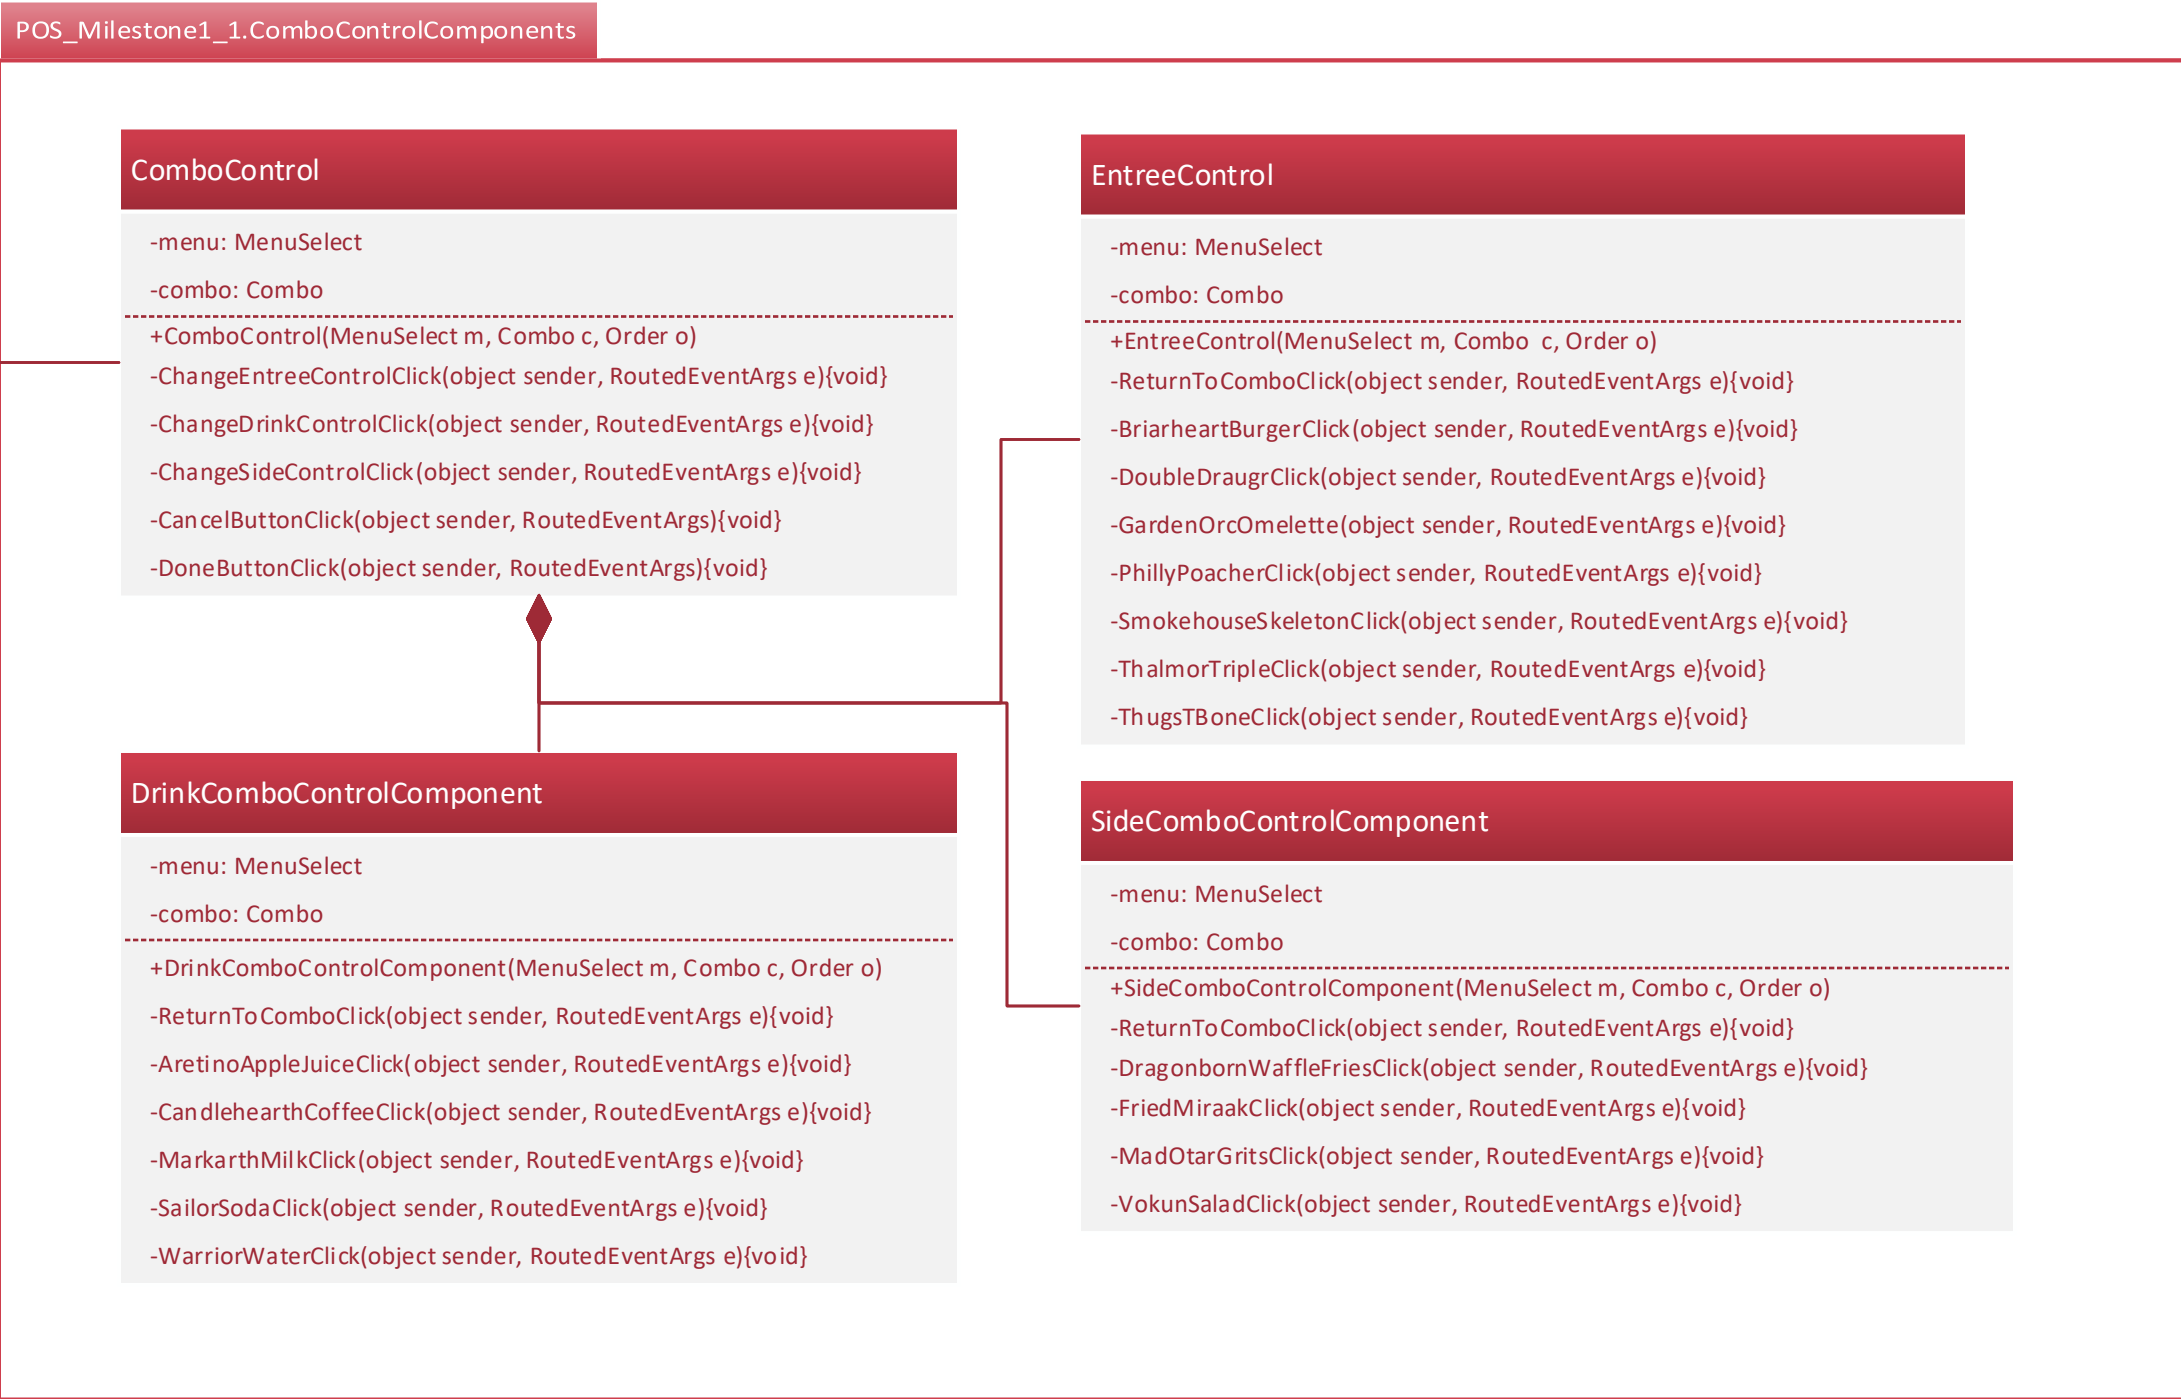 POS_Milestone1_1.ComboControlComponents
ComboControl
-menu: MenuSelect
-combo: Combo
+ComboControl(MenuSelect m, Combo c, Order o)
-ChangeEntreeControlClick(object sender, RoutedEventArgs e){void}
-ChangeDrinkControlClick(object sender, RoutedEventArgs e){void}
-ChangeSideControlClick(object sender, RoutedEventArgs e){void}
-CancelButtonClick(object sender, RoutedEventArgs){void}
-DoneButtonClick(object sender, RoutedEventArgs){void}
EntreeControl
-menu: MenuSelect
-combo: Combo
+EntreeControl(MenuSelect m, Combo  c, Order o)
-ReturnToComboClick(object sender, RoutedEventArgs e){void}
-BriarheartBurgerClick(object sender, RoutedEventArgs e){void}
-DoubleDraugrClick(object sender, RoutedEventArgs e){void}
-GardenOrcOmelette(object sender, RoutedEventArgs e){void}
-PhillyPoacherClick(object sender, RoutedEventArgs e){void}
-SmokehouseSkeletonClick(object sender, RoutedEventArgs e){void}
-ThalmorTripleClick(object sender, RoutedEventArgs e){void}
-ThugsTBoneClick(object sender, RoutedEventArgs e){void}
DrinkComboControlComponent
-menu: MenuSelect
-combo: Combo
+DrinkComboControlComponent(MenuSelect m, Combo c, Order o)
-ReturnToComboClick(object sender, RoutedEventArgs e){void}
-AretinoAppleJuiceClick(object sender, RoutedEventArgs e){void}
-CandlehearthCoffeeClick(object sender, RoutedEventArgs e){void}
-MarkarthMilkClick(object sender, RoutedEventArgs e){void}
-SailorSodaClick(object sender, RoutedEventArgs e){void}
-WarriorWaterClick(object sender, RoutedEventArgs e){void}
SideComboControlComponent
-menu: MenuSelect
-combo: Combo
+SideComboControlComponent(MenuSelect m, Combo c, Order o)
-ReturnToComboClick(object sender, RoutedEventArgs e){void}
-DragonbornWaffleFriesClick(object sender, RoutedEventArgs e){void}
-FriedMiraakClick(object sender, RoutedEventArgs e){void}
-MadOtarGritsClick(object sender, RoutedEventArgs e){void}
-VokunSaladClick(object sender, RoutedEventArgs e){void}